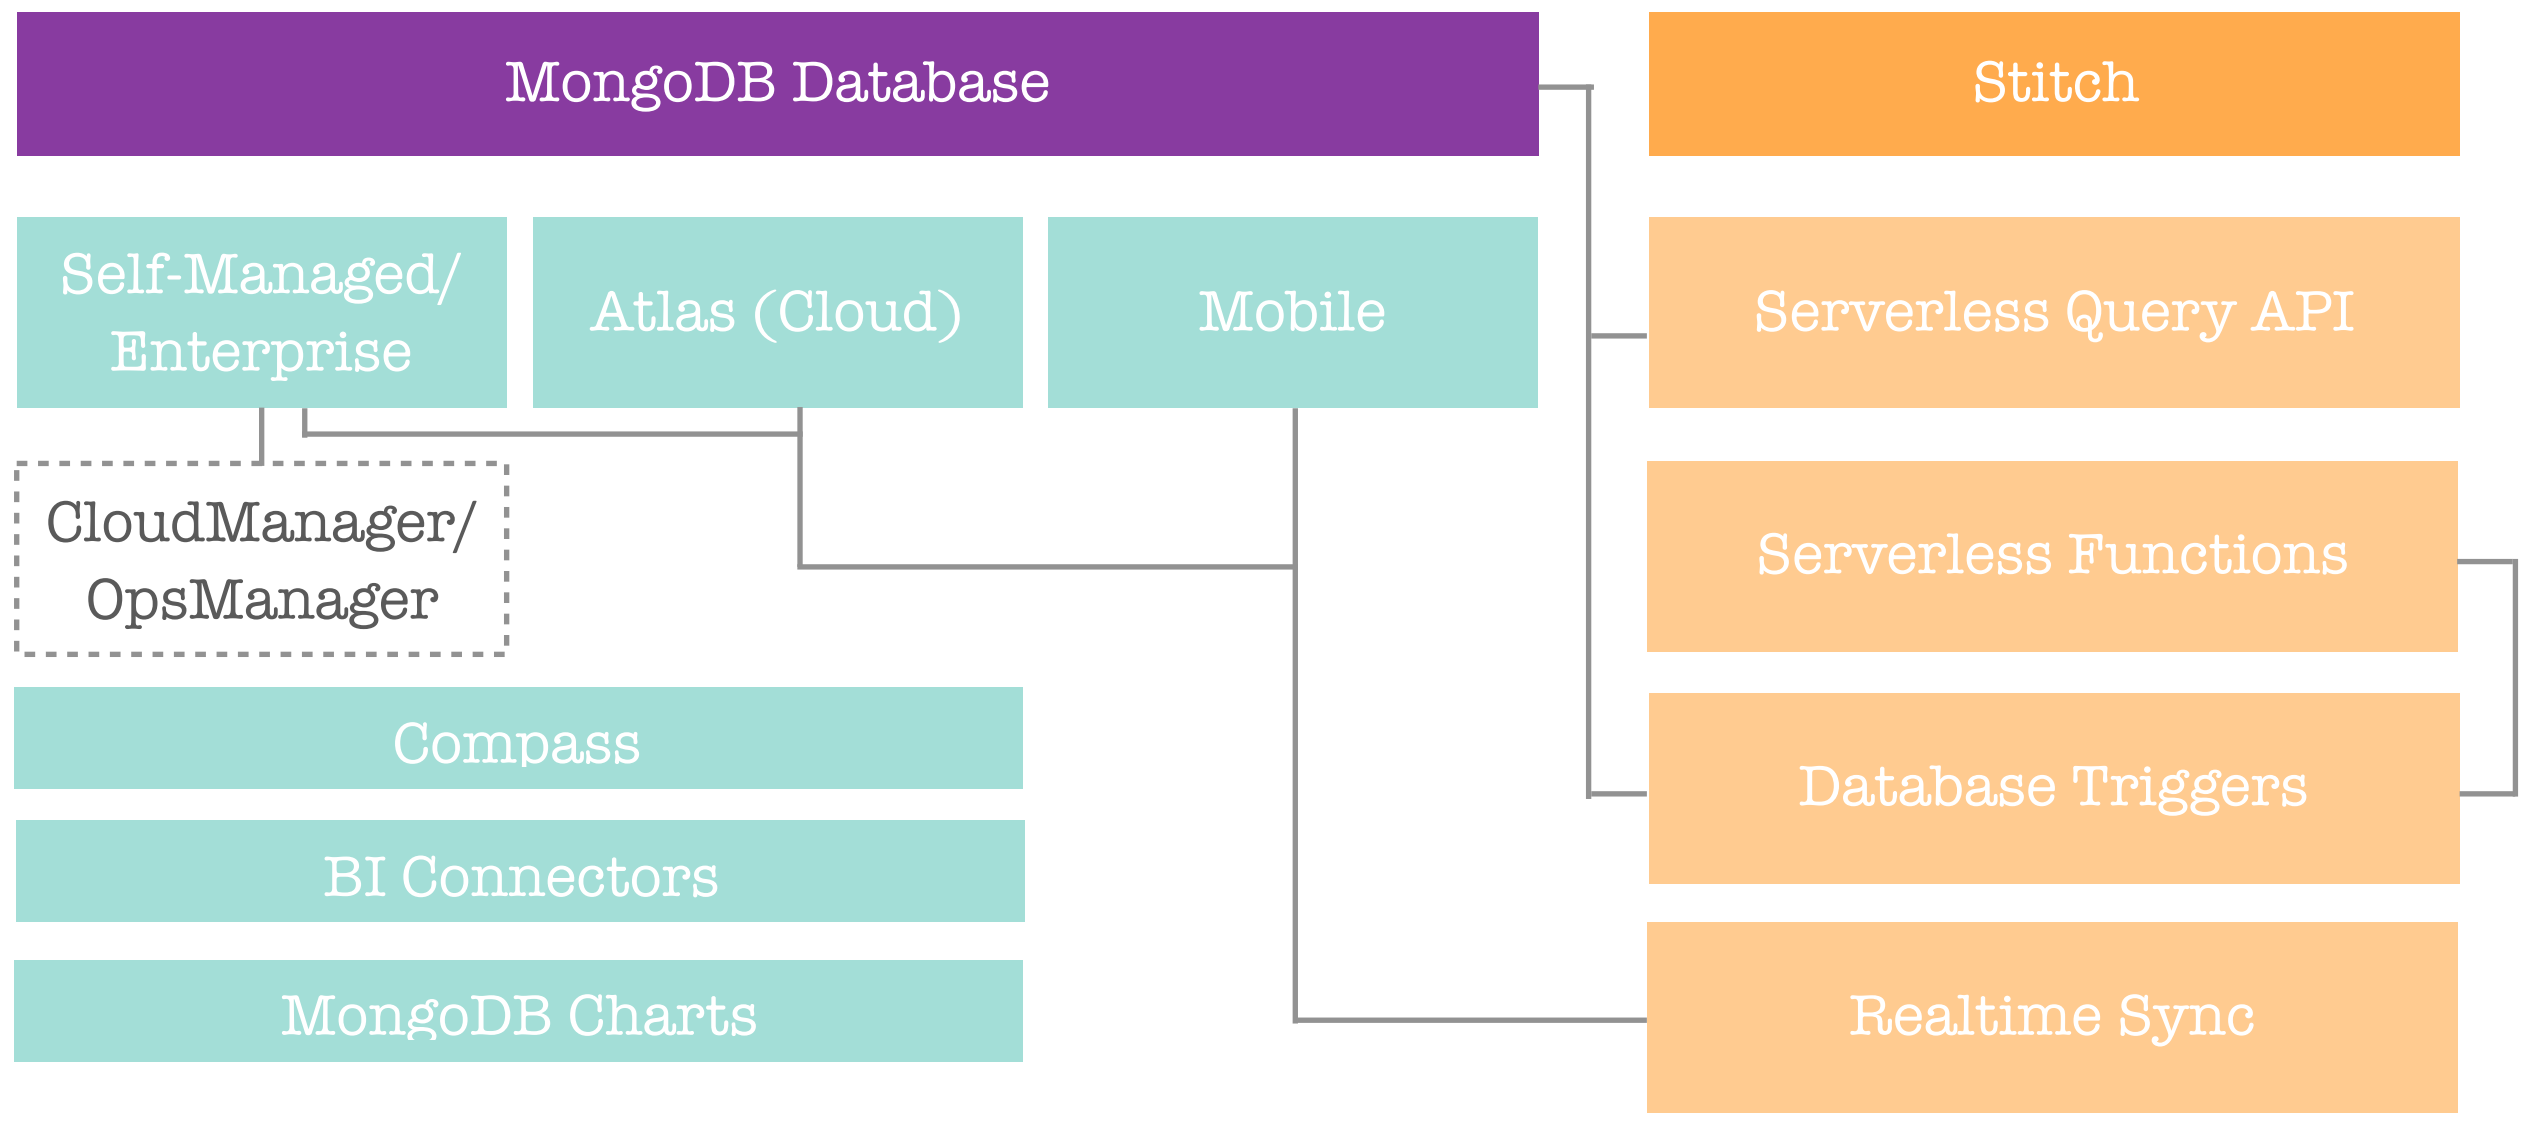 MongoDB Database
Stitch
Self-Managed/
Enterprise
Atlas (Cloud)
Mobile
Serverless Query API
CloudManager/
OpsManager
Serverless Functions
Compass
Database Triggers
BI Connectors
MongoDB Charts
Realtime Sync